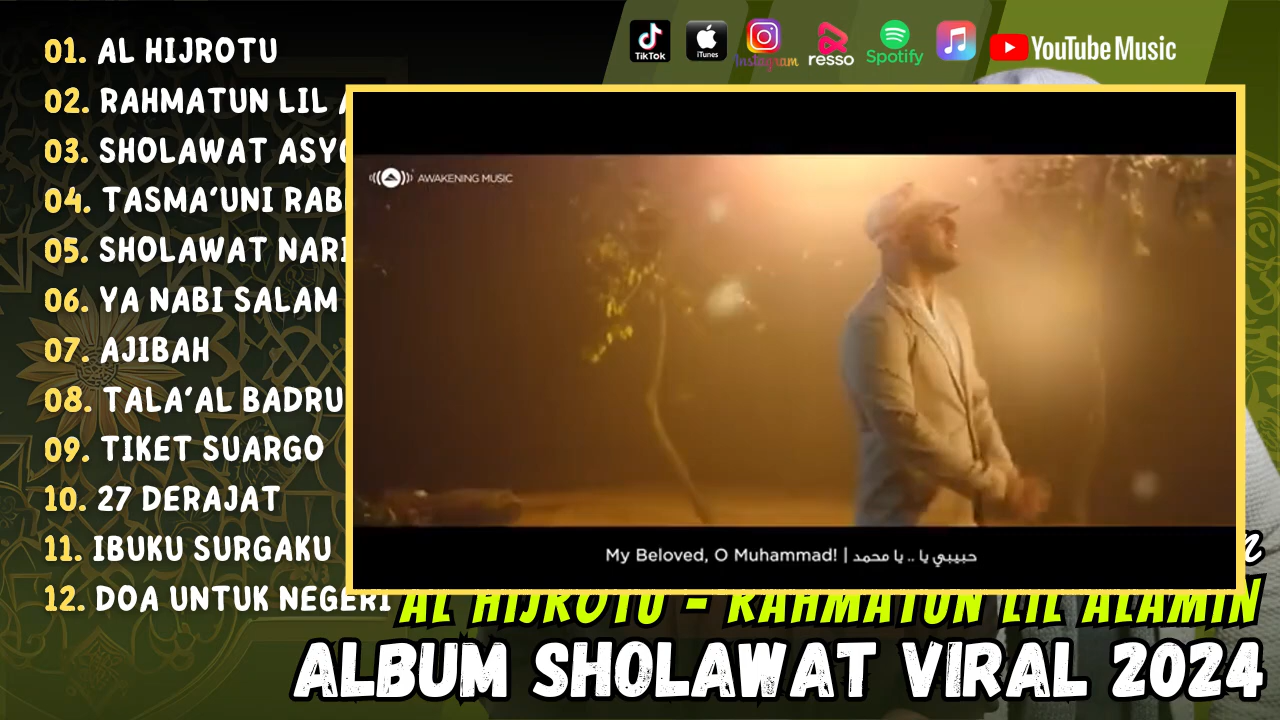 01. AL HIJROTU
02. RAHMATUN LIL
03. SHOLAWAT
04. TASMA'UNI
05. SHOLAWAT
06. YA NABI SALAM
07. AJIBAH
08. TALA'AL BADRU
09. TIKET SUARGO
10. 27 DERAJAT
11. IBUKU SURGAKU
12. DOA UNTUK NEGERI
TikTok
iTunes
Instagram
resso
Spotify
YouTube Music
AWAKENING MUSIC
My Beloved, O Muhammad! | حبيبي يا .. يا محمد
AL HIJROTU - RAHMATUN LIL ALAMIN
ALBUM SHOLAWAT VIRAL 2024